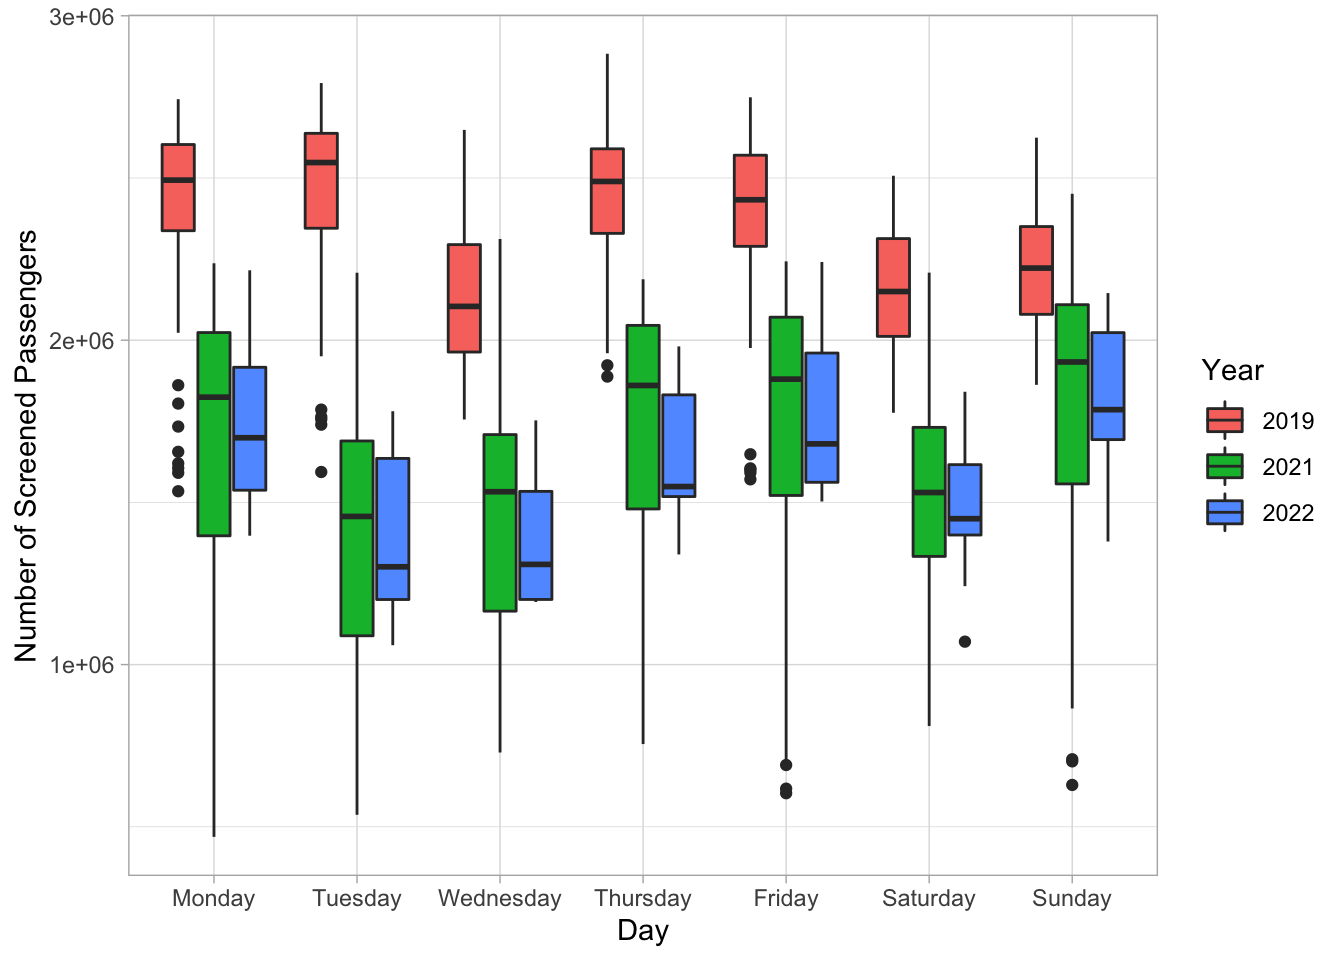 3e+06
2e+06
1e+06
Number of Screened Passengers
Monday Tuesday Wednesday Thursday Friday Saturday Sunday
Day
Year
2019
2021
2022